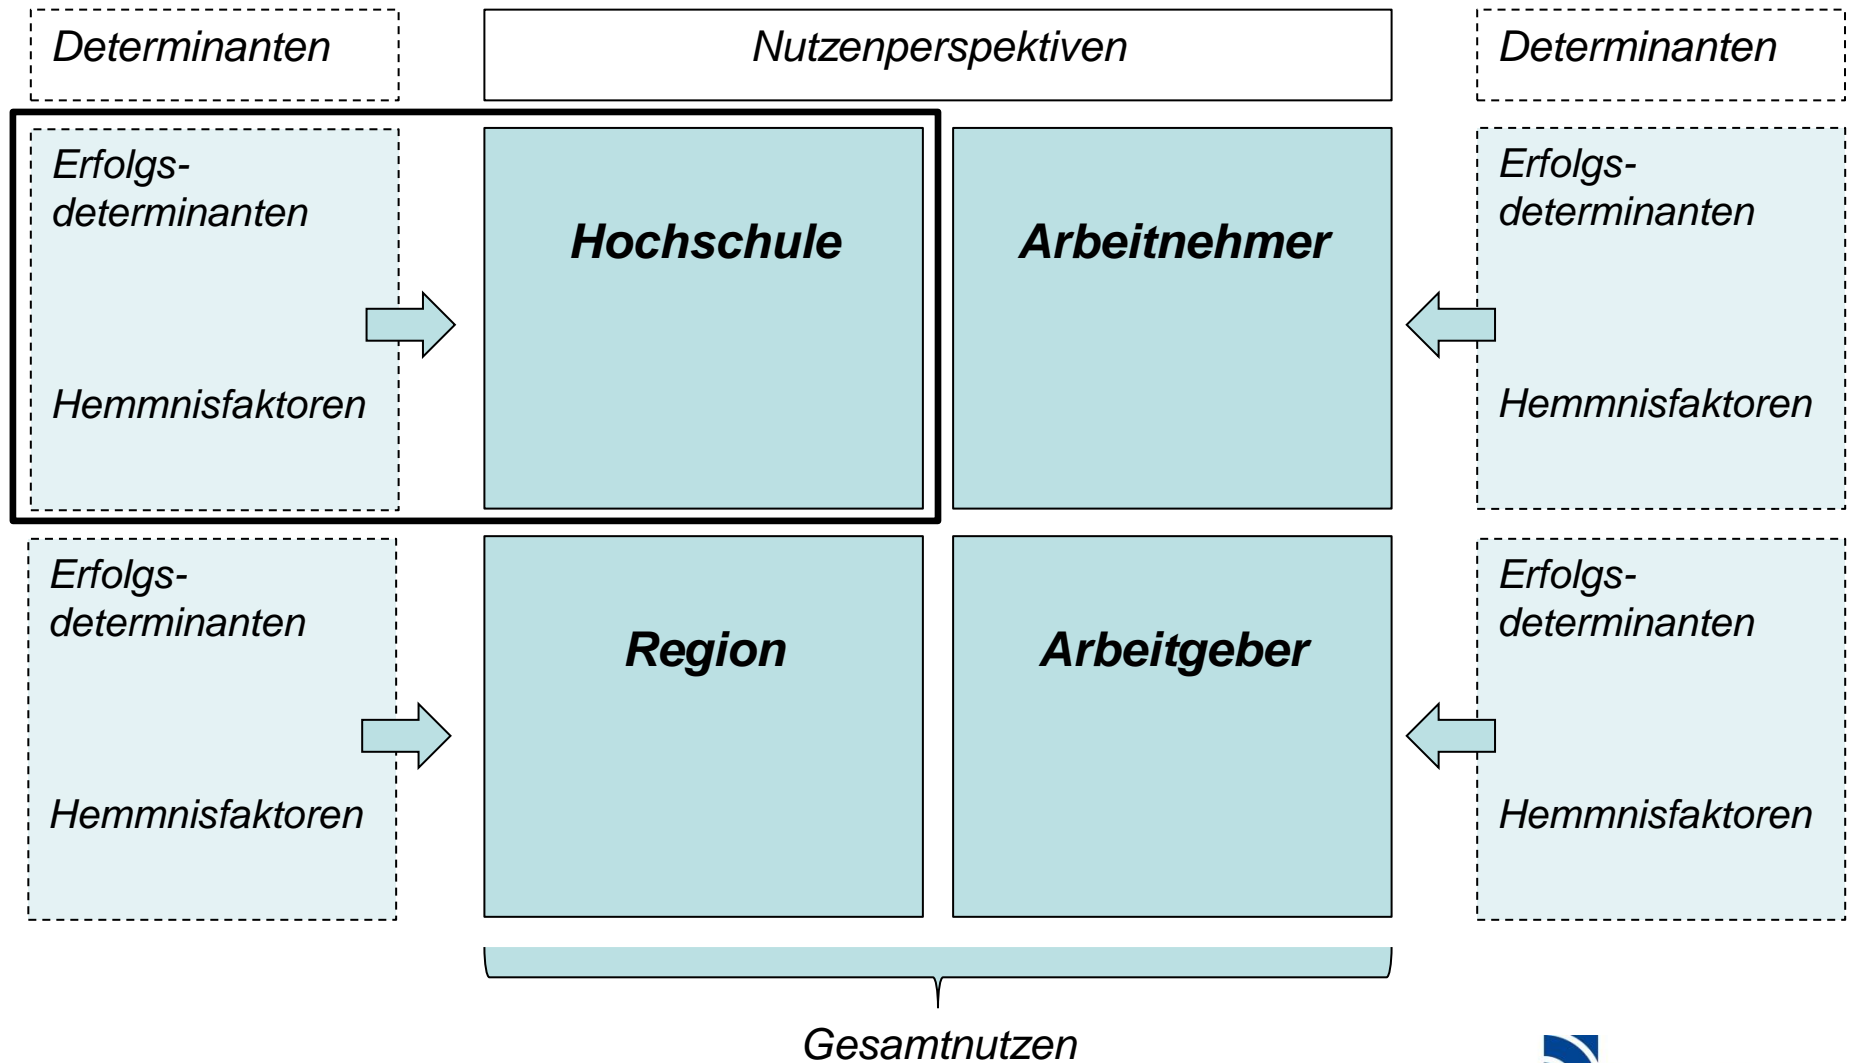 Determinanten
Nutzenperspektiven
Determinanten
Erfolgs-
determinanten
Hemmnisfaktoren
Hochschule
Arbeitnehmer
Erfolgs-
determinanten
Hemmnisfaktoren
Erfolgs-
determinanten
Hemmnisfaktoren
Region
Arbeitgeber
Erfolgs-
determinanten
Hemmnisfaktoren
Gesamtnutzen